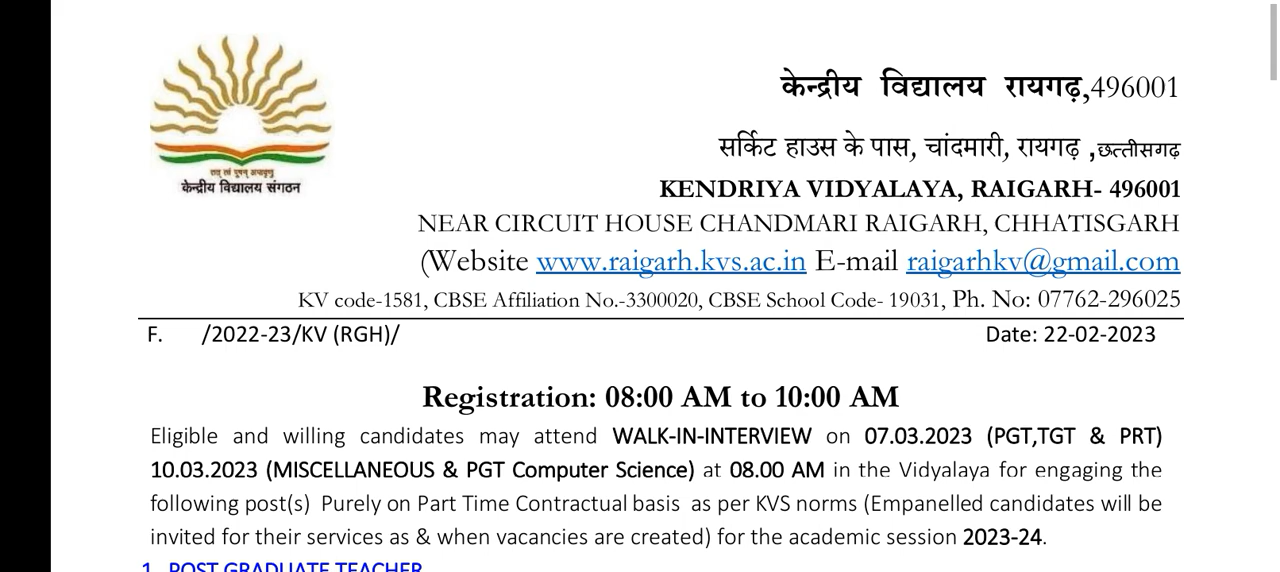 केन्द्रीय विद्यालय रायगढ़,496001
सर्किट हाउस के पास, चांदमारी, रायगढ़ ,छत्तीसगढ़
केन्द्रीय विद्यालय संगठन
KENDRIYA VIDYALAYA, RAIGARH- 496001
NEAR CIRCUIT HOUSE CHANDMARI RAIGARH, CHHATISGARH
(Website www.raigarh.kvs.ac.in E-mail raigarhkv@gmail.com
KV code-1581, CBSE Affiliation No.-3300020, CBSE School Code- 19031, Ph. No: 07762-296025
F. /2022-23/KV (RGH)/ Date: 22-02-2023
Registration: 08:00 AM to 10:00 AM
Eligible and willing candidates may attend WALK-IN-INTERVIEW on 07.03.2023 (PGT,TGT & PRT)
10.03.2023 (MISCELLANEOUS & PGT Computer Science) at 08.00 AM in the Vidyalaya for engaging the
following post(s) Purely on Part Time Contractual basis as per KVS norms (Empanelled candidates will be
invited for their services as & when vacancies are created) for the academic session 2023-24.
1. POST GRADUATE TEACHER